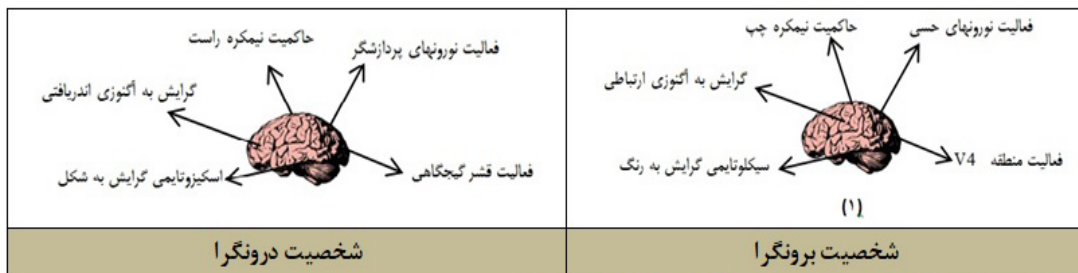 فعالیت نورونهای حسی
حاکمیت نیمکره چپ
گرایش به آگنوزی ارتباطی
فعالیت منطقه V4
سیکلوتایمی گرایش به رنگ
(۱)
شخصیت برونگرا
حاکمیت نیمکره راست
فعالیت نورونهای پردازشگر
گرایش به آگنوزی اندریافتی
فعالیت قشر گیجگاهی
اسکیزوتایمی گرایش به شکل
شخصیت درونگرا